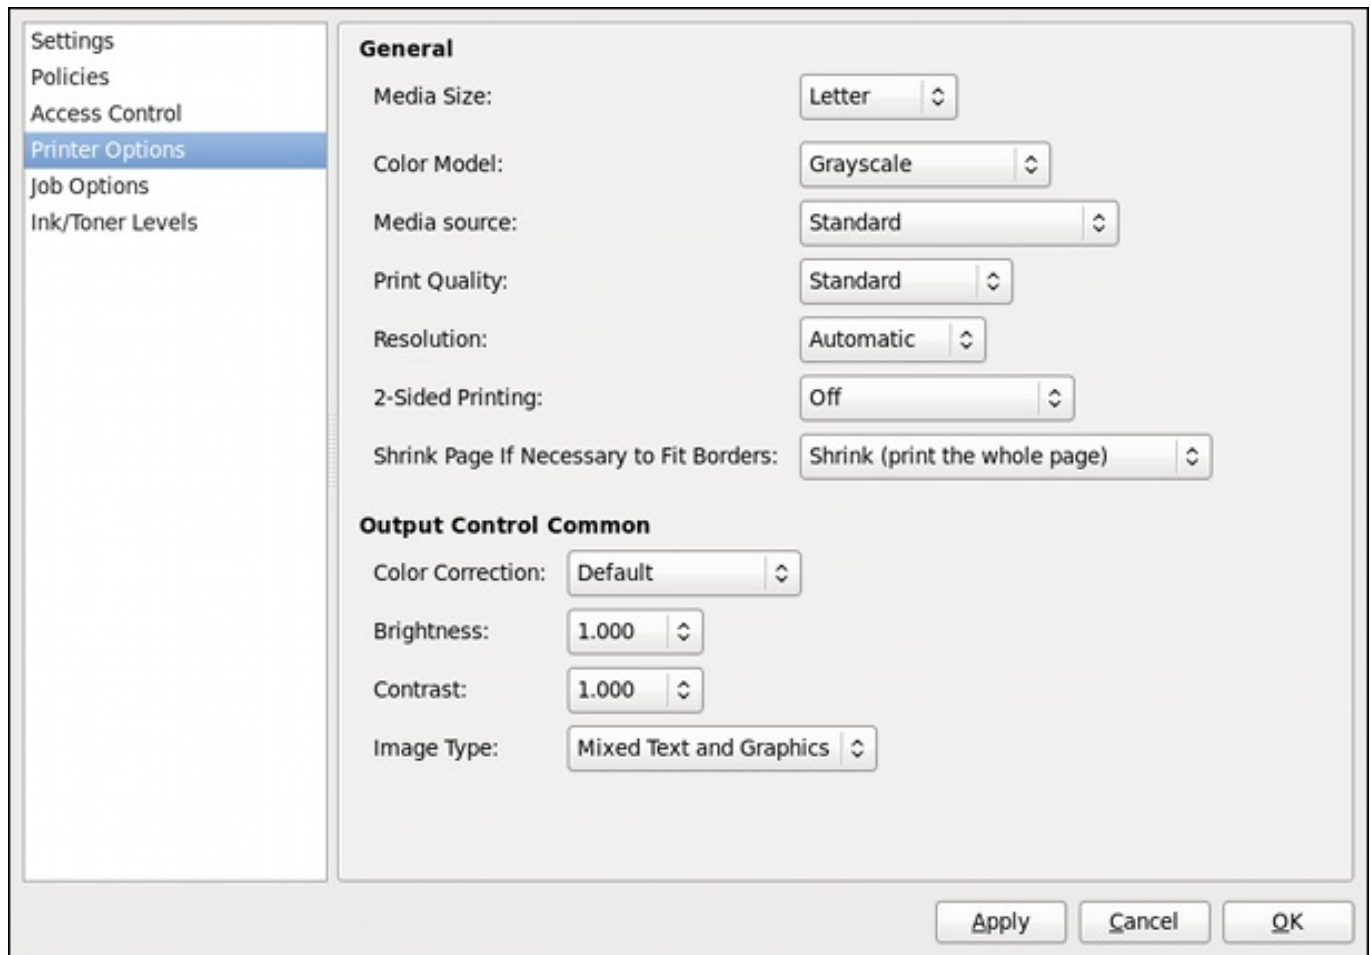 Settings
Policies
Access Control
Printer Options
Job Options
Ink/Toner Levels
General
Media Size: Letter
Color Model: Grayscale
Media source: Standard
Print Quality: Standard
Resolution: Automatic
2-Sided Printing: Off
Shrink Page If Necessary to Fit Borders: Shrink (print the whole page)
Output Control Common
Color Correction: Default
Brightness: 1.000
Contrast: 1.000
Image Type: Mixed Text and Graphics
Apply Cancel OK